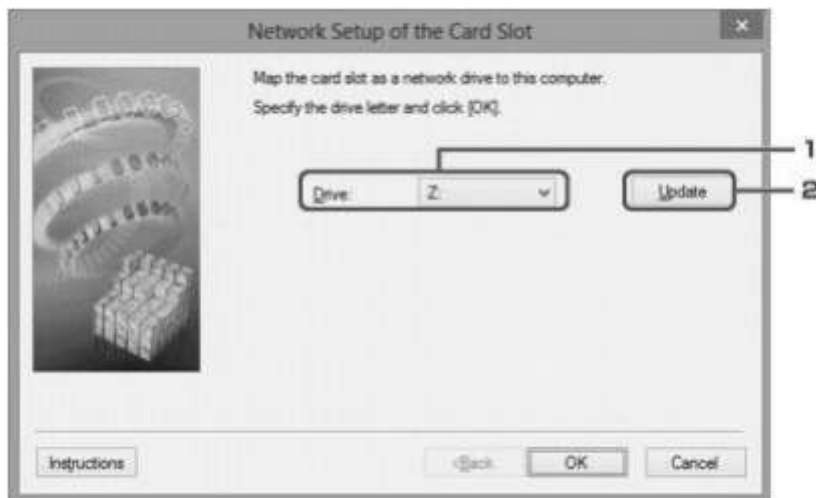 Network Setup of the Card Slot
Map the card slot as a network drive to this computer.
Specify the drive letter and click [OK].
1
Drive: Z: Update
2
Instructions <Back OK Cancel